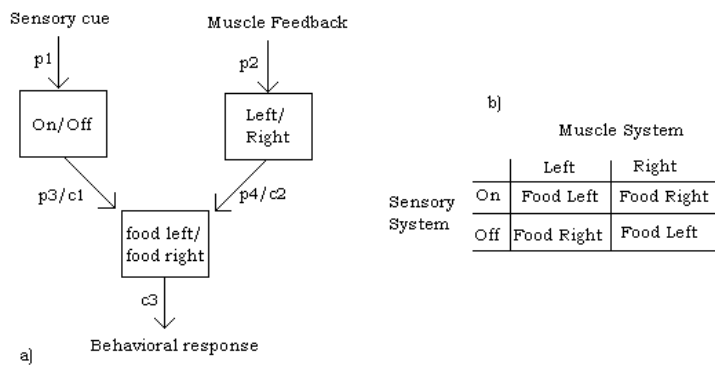 Sensory cue
Muscle Feedback
p1
p2
On/Off
Left/
Right
p3/c1
p4/c2
food left/
food right
c3
Behavioral response
a)
b)
Muscle System
Left Right
Sensory
System
On Food Left Food Right
Off Food Right Food Left